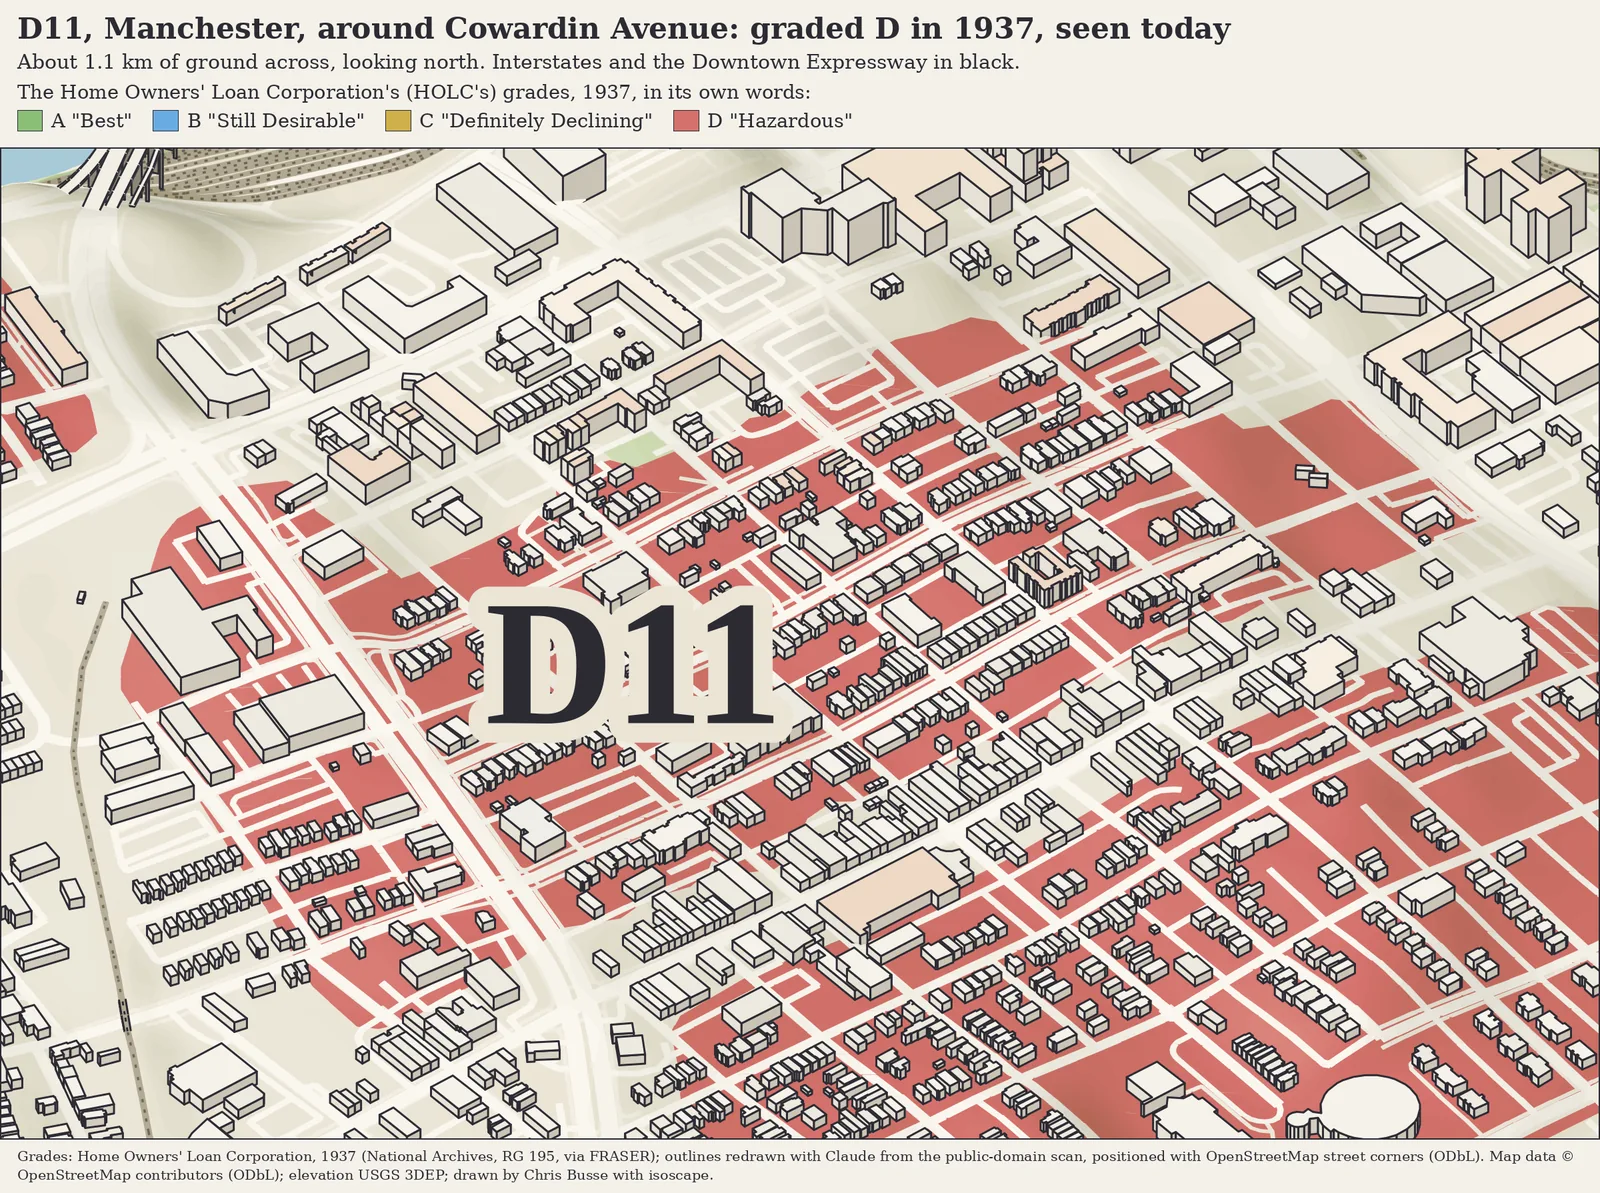 D11, Manchester, around Cowardin Avenue: graded D in 1937, seen today
About 1.1 km of ground across, looking north. Interstates and the Downtown Expressway in black.
The Home Owners' Loan Corporation's (HOLC's) grades, 1937, in its own words:
A "Best" B "Still Desirable" C "Definitely Declining" D "Hazardous"
D11
Grades: Home Owners' Loan Corporation, 1937 (National Archives, RG 195, via FRASER); outlines redrawn with Claude from the public-domain scan, positioned with OpenStreetMap street corners (ODbL). Map data ©
OpenStreetMap contributors (ODbL); elevation USGS 3DEP; drawn by Chris Busse with isoscape.